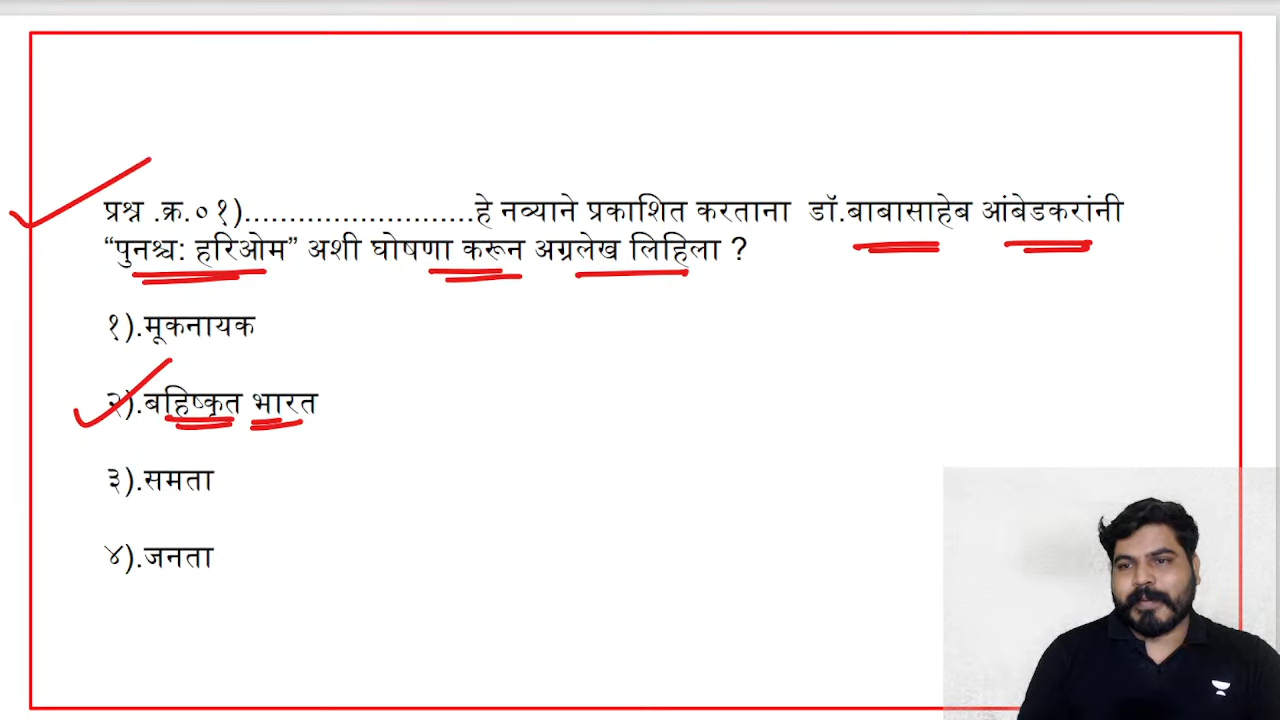 प्रश्न .क्र.०१)..........................हे नव्याने प्रकाशित करताना डॉ.बाबासाहेब आंबेडकरांनी
“पुनश्च: हरिओम” अशी घोषणा करून अग्रलेख लिहिला ?
१).मूकनायक
२).बहिष्कृत भारत
३).समता
४).जनता